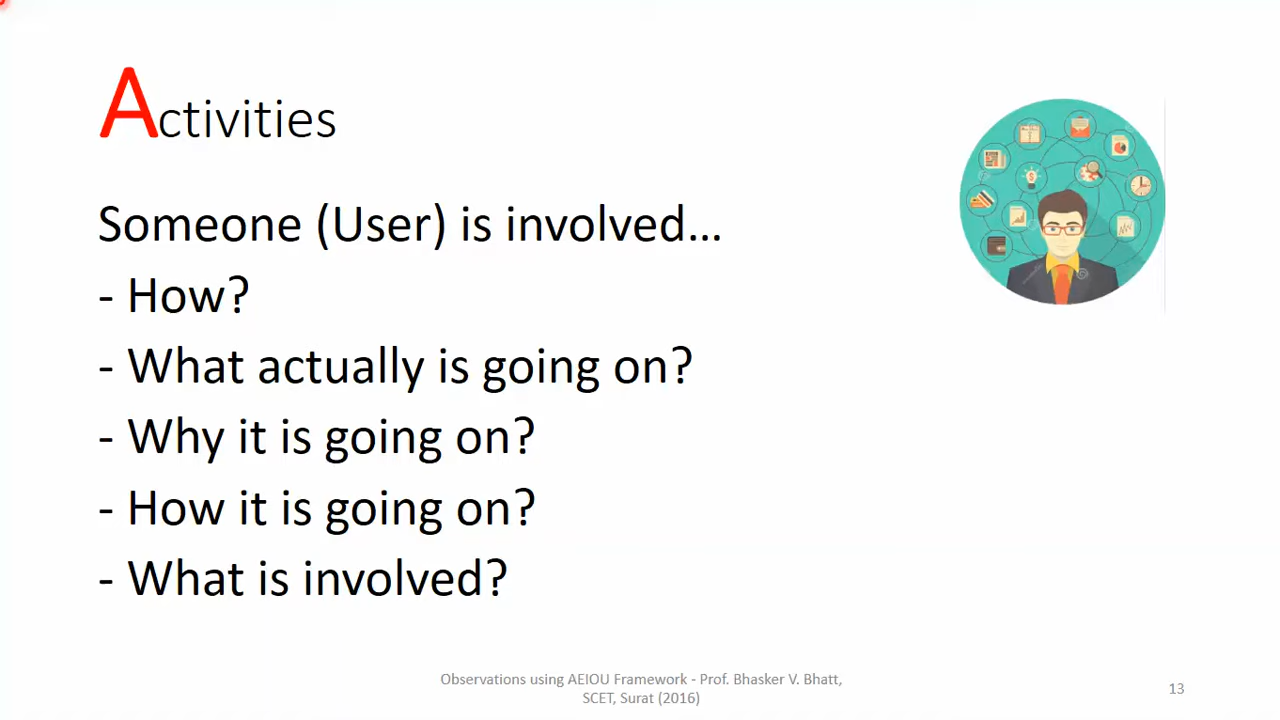 Activities
Someone (User) is involved...
- How?
- What actually is going on?
- Why it is going on?
- How it is going on?
- What is involved?
Observations using AEIOU Framework - Prof. Bhasker V. Bhatt,
SCET, Surat (2016)
13